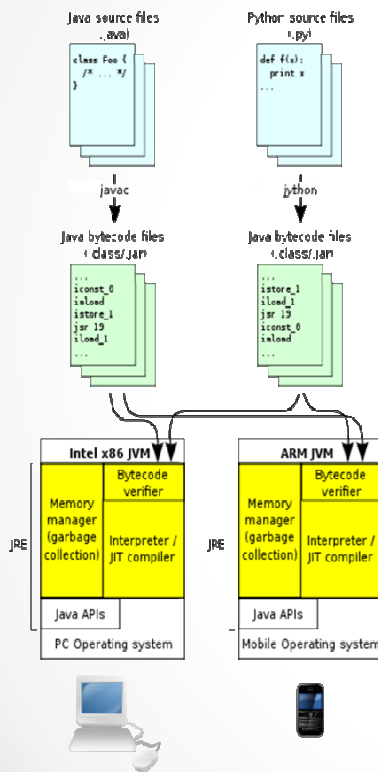 Java source files
(.java)
class Foo {
/* ... */
}
javac
Java bytecode files
(.class/.jar)
...
iconst_0
inload
istore_1
jsr 19
iload_1
...
Python source files
(.py)
def f(x):
print x
...
jython
Java bytecode files
(.class/.jar)
...
istore_1
iload_1
jsr 19
iconst_0
inload
...
Intel x86 JVM
Bytecode
verifier
Memory
manager
(garbage
collection)
Interpreter /
JIT compiler
JRE
Java APIs
PC Operating system
ARM JVM
Bytecode
verifier
Memory
manager
(garbage
collection)
Interpreter /
JIT compiler
JRE
Java APIs
Mobile Operating system